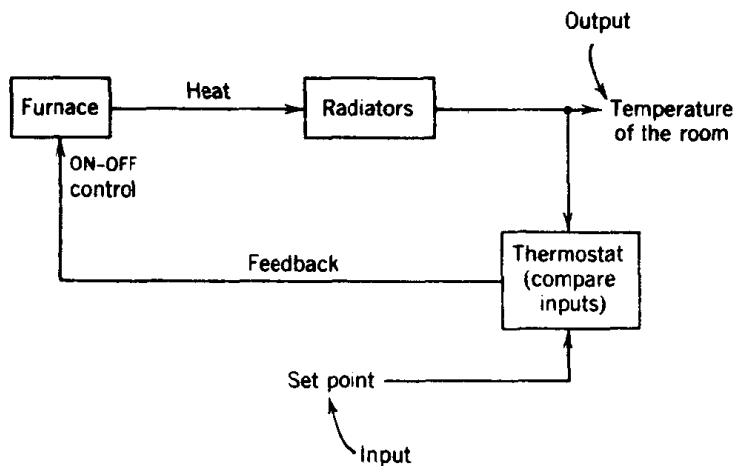 Output
Furnace
Heat
Radiators
Temperature
of the room
ON-OFF
control
Feedback
Thermostat
(compare
inputs)
Set point
Input